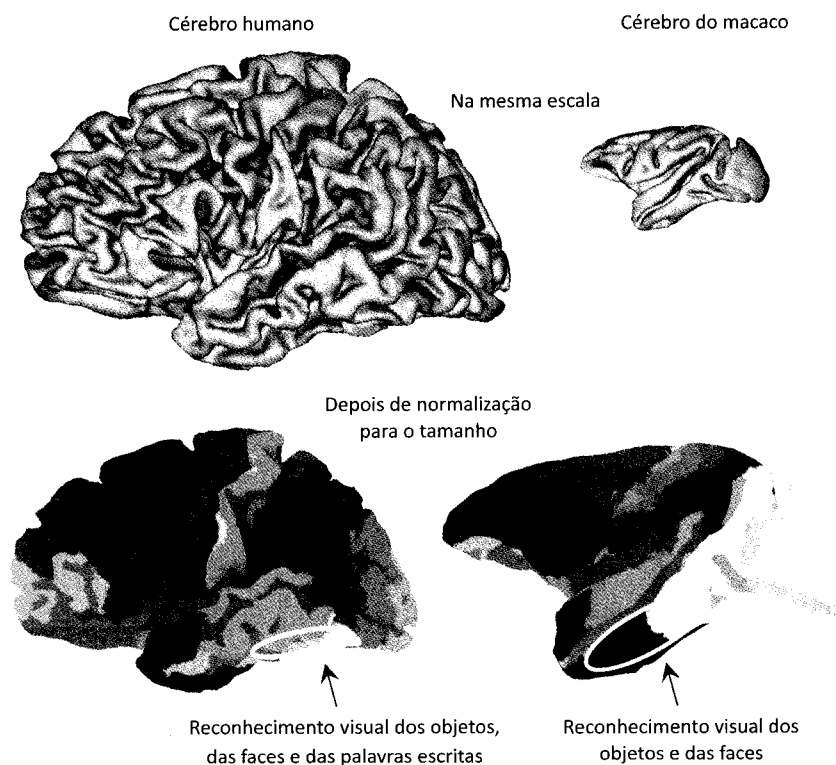 Cérebro humano
Cérebro do macaco
Na mesma escala
Depois de normalização
para o tamanho
Reconhecimento visual dos objetos,
das faces e das palavras escritas
Reconhecimento visual dos
objetos e das faces